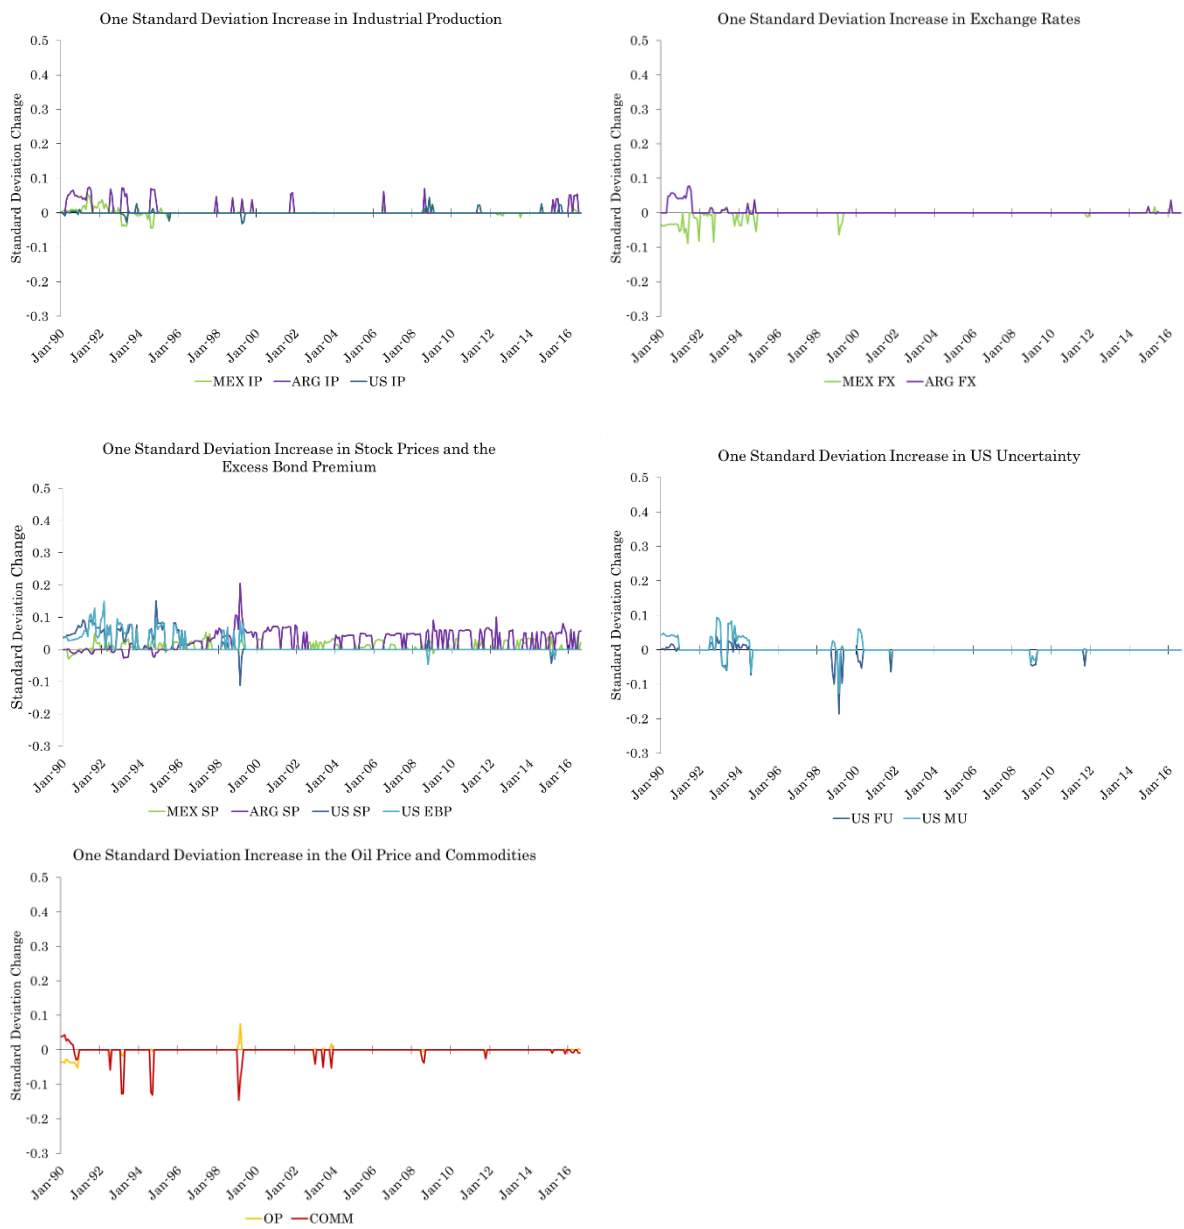 One Standard Deviation Increase in Industrial Production
Standard Deviation Change
0.5
0.4
0.3
0.2
0.1
0
-0.1
-0.2
-0.3
Jan-90 Jan-92 Jan-94 Jan-96 Jan-98 Jan-00 Jan-02 Jan-04 Jan-06 Jan-08 Jan-10 Jan-12 Jan-14 Jan-16
MEX IP ARG IP US IP
One Standard Deviation Increase in Exchange Rates
Standard Deviation Change
0.5
0.4
0.3
0.2
0.1
0
-0.1
-0.2
-0.3
Jan-90 Jan-92 Jan-94 Jan-96 Jan-98 Jan-00 Jan-02 Jan-04 Jan-06 Jan-08 Jan-10 Jan-12 Jan-14 Jan-16
MEX FX ARG FX
One Standard Deviation Increase in Stock Prices and the
Excess Bond Premium
Standard Deviation Change
0.5
0.4
0.3
0.2
0.1
0
-0.1
-0.2
-0.3
Jan-90 Jan-92 Jan-94 Jan-96 Jan-98 Jan-00 Jan-02 Jan-04 Jan-06 Jan-08 Jan-10 Jan-12 Jan-14 Jan-16
MEX SP ARG SP US SP US EBP
One Standard Deviation Increase in US Uncertainty
Standard Deviation Change
0.5
0.4
0.3
0.2
0.1
0
-0.1
-0.2
-0.3
Jan-90 Jan-92 Jan-94 Jan-96 Jan-98 Jan-00 Jan-02 Jan-04 Jan-06 Jan-08 Jan-10 Jan-12 Jan-14 Jan-16
US FU US MU
One Standard Deviation Increase in the Oil Price and Commodities
Standard Deviation Change
0.5
0.4
0.3
0.2
0.1
0
-0.1
-0.2
-0.3
Jan-90 Jan-92 Jan-94 Jan-96 Jan-98 Jan-00 Jan-02 Jan-04 Jan-06 Jan-08 Jan-10 Jan-12 Jan-14 Jan-16
OP COMM